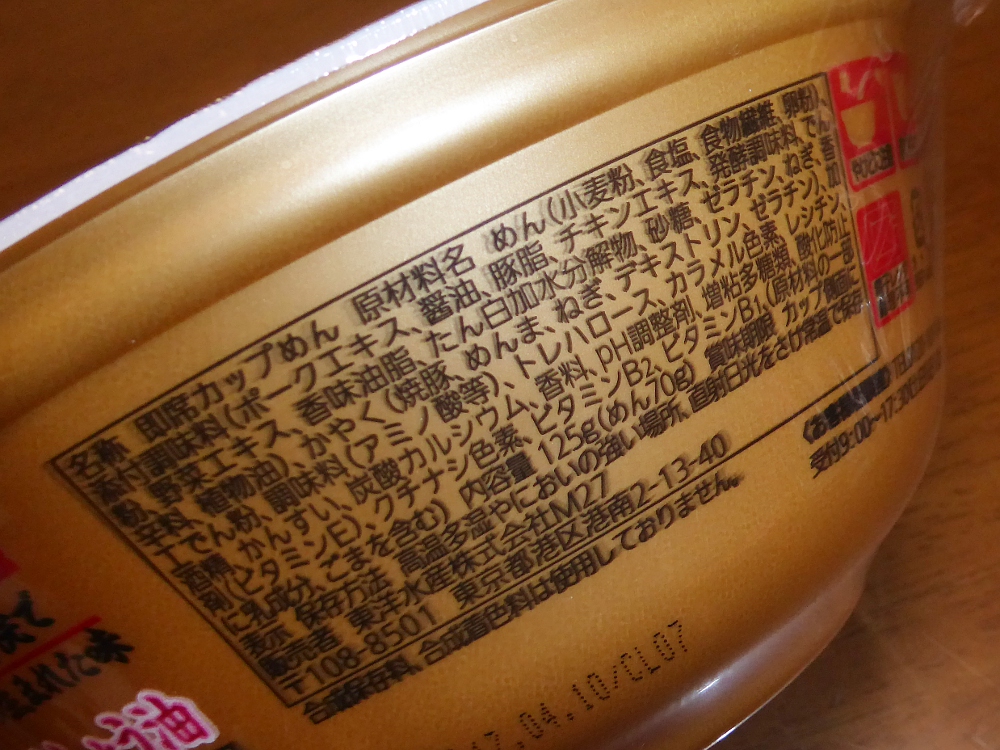 名称 即席カップめん 原材料名 めん(小麦粉、食塩、食物繊維、卵粉)、
添付調味料(ポークエキス、醤油、豚脂、チキンエキス、発酵調味料、でん
粉、野菜エキス、香味油脂、たん白加水分解物、砂糖、ゼラチン、ねぎ、香
辛料、植物油)、かやく(焼豚、めんま、ねぎ、デキストリン、ゼラチン)、加
工でん粉、調味料(アミノ酸等)、トレハロース、カラメル色素、レシチン、
酒精、かんすい、炭酸カルシウム、香料、pH調整剤、増粘多糖類、酸化防止
剤(ビタミンE)、クチナシ色素、ビタミンB2、ビタミンB1、(原材料の一部
に乳成分、ごまを含む) 内容量 125g(めん70g) 賞味期限 カップ側面に
表示 保存方法 高温多湿やにおいの強い場所、直射日光をさけ常温で保存
販売者 東洋水産株式会社M27
〒108-8501 東京都港区港南2-13-40
合成保存料、合成着色料は使用しておりません。
受付9:00〜17:30
.04.10/CL07
まれた味